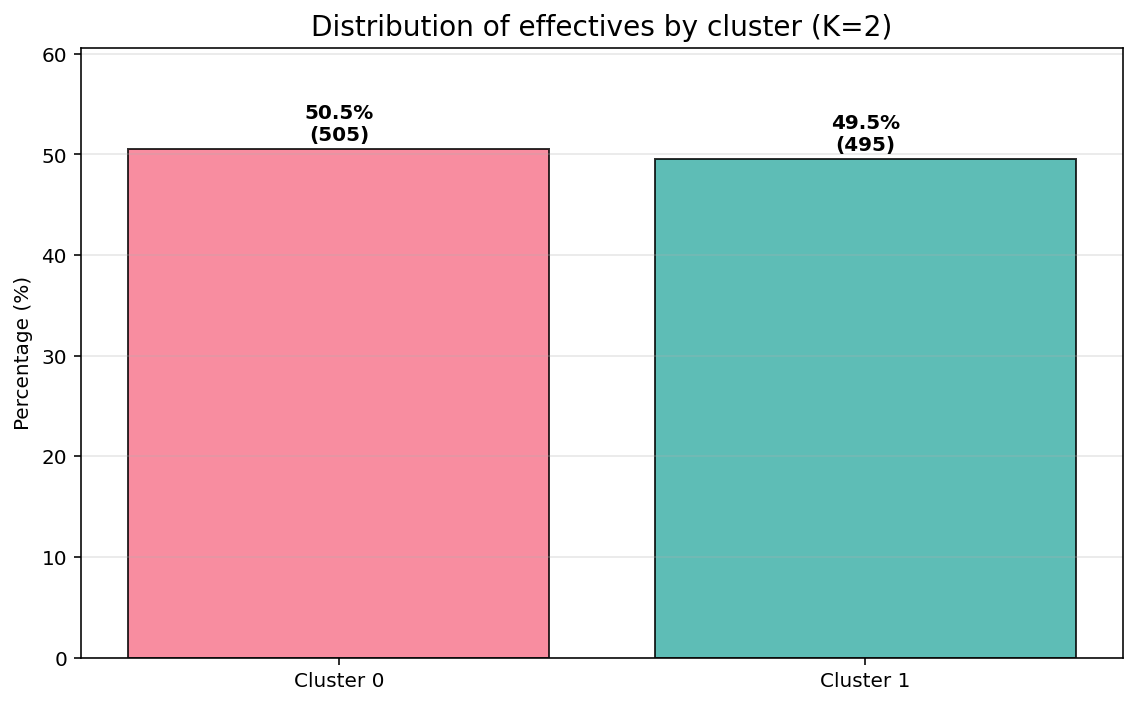 Distribution of effectives by cluster (K=2)
Percentage (%)
60
50
40
30
20
10
0
50.5%
(505)
49.5%
(495)
Cluster 0
Cluster 1